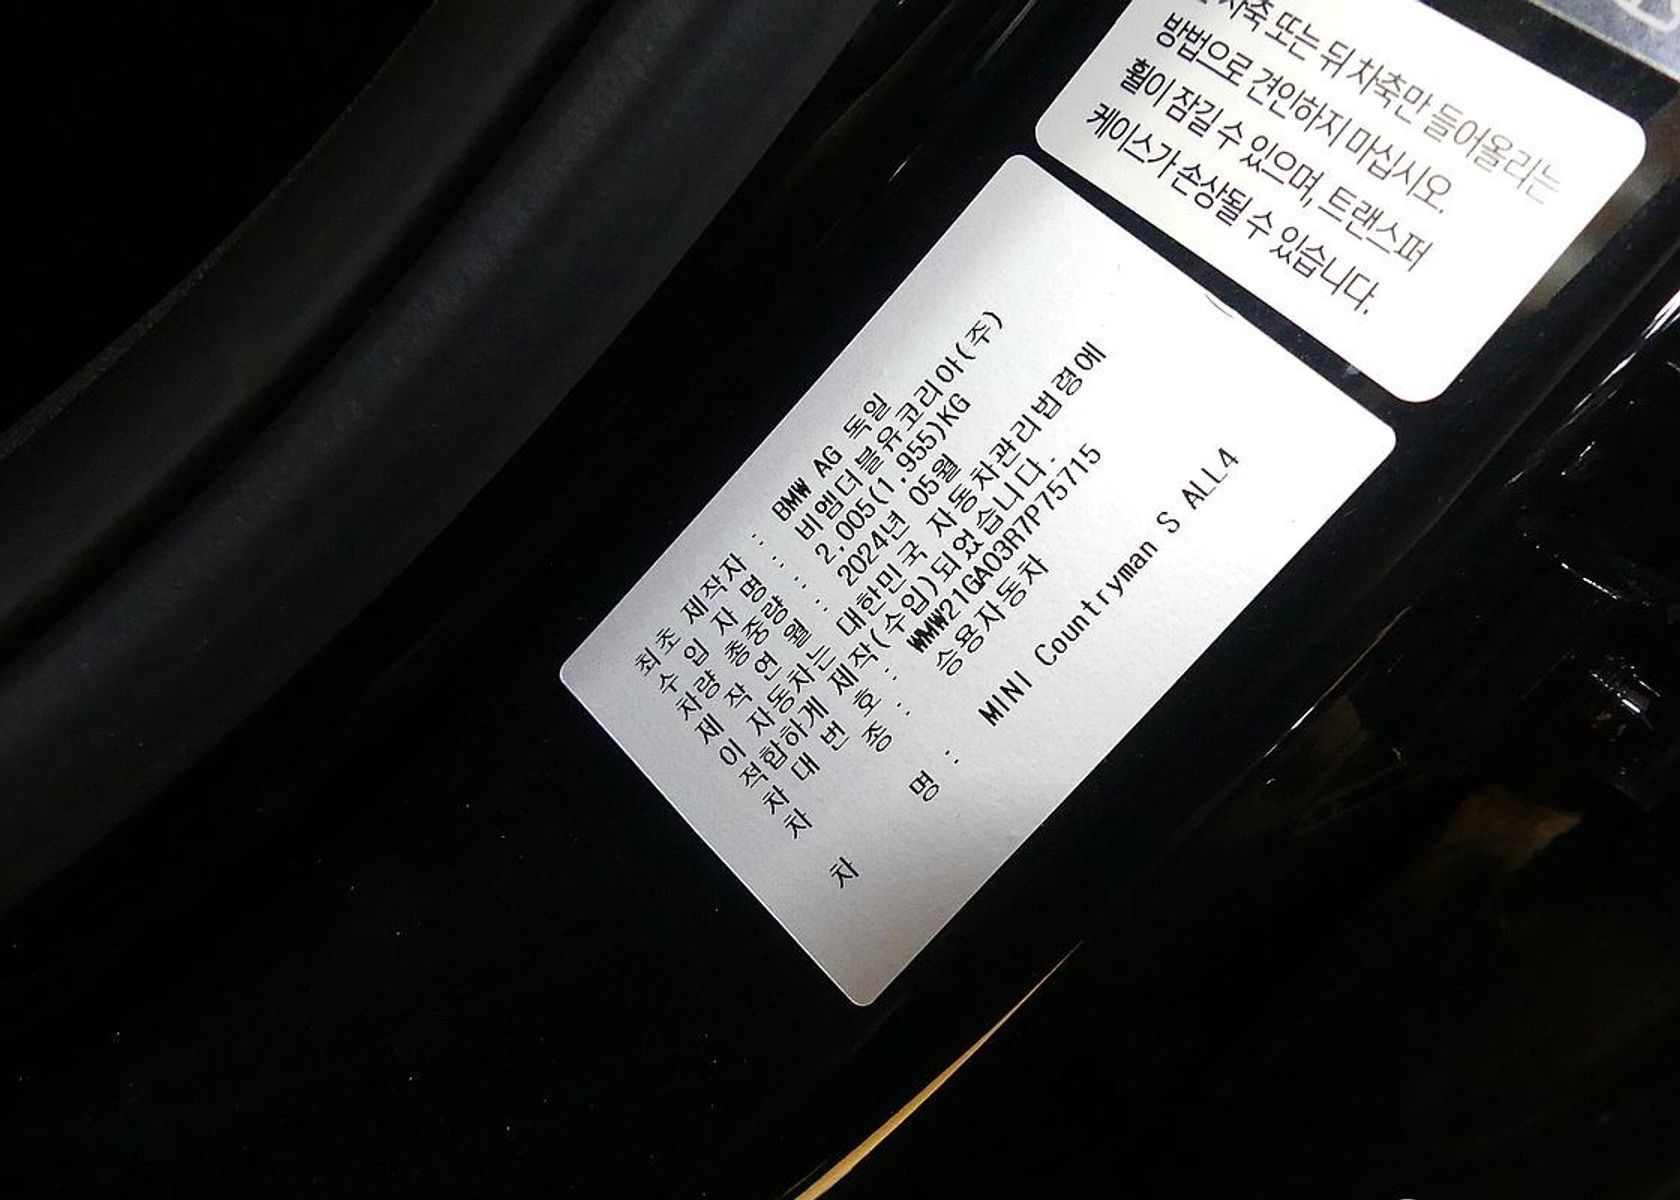 차축 또는 뒤 차축만 들어올리는
방법으로 견인하지 마십시오.
휠이 잠길 수 있으며, 트랜스퍼
케이스가 손상될 수 있습니다.
최초 제작자 : BMW AG 독일
수 입 자 명 : 비엠더블유코리아(주)
차량 총중량 : 2,005(1,955)KG
제 작 연 월 : 2024년 05월
이 자동차는 대한민국 자동차관리법령에
적합하게 제작(수입)되었습니다.
차 대 번 호 : WMW21GA03R7P75715
차 종 : 승용자동차
차 명 : MINI Countryman S ALL4